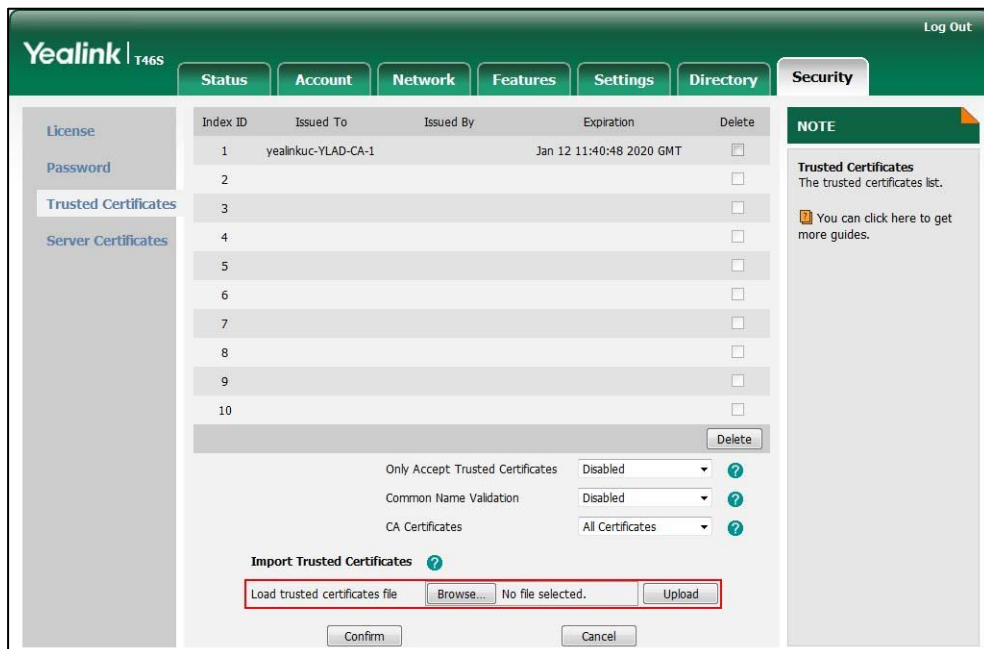 Log Out
Yealink T46S
Status Account Network Features Settings Directory Security
License
Password
Trusted Certificates
Server Certificates
Index ID Issued To Issued By Expiration Delete
1 yealinkuc-YLAD-CA-1 Jan 12 11:40:48 2020 GMT
2
3
4
5
6
7
8
9
10
Delete
Only Accept Trusted Certificates Disabled ?
Common Name Validation Disabled ?
CA Certificates All Certificates ?
Import Trusted Certificates ?
Load trusted certificates file Browse... No file selected. Upload
Confirm Cancel
NOTE
Trusted Certificates
The trusted certificates list.
? You can click here to get
more guides.